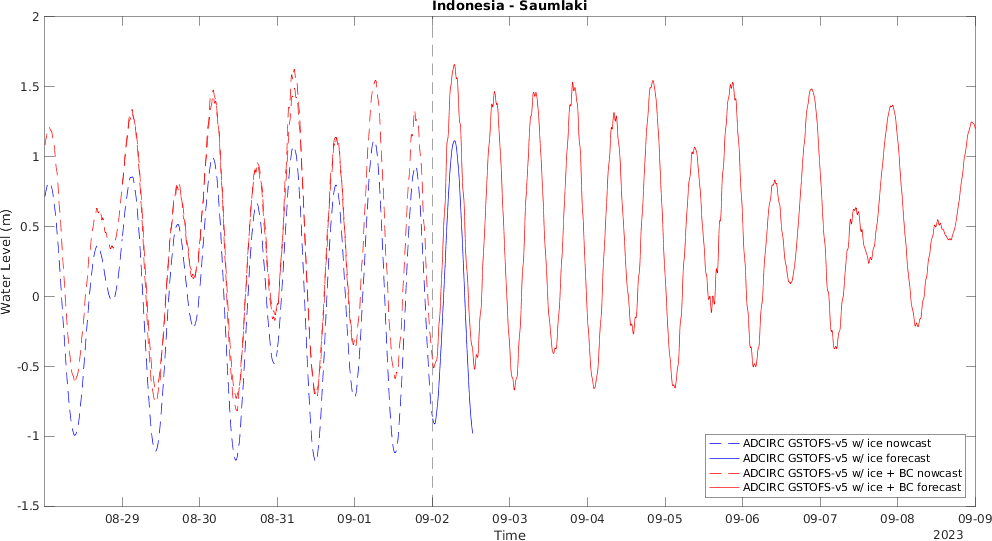 Indonesia - Saumlaki
2
1.5
1
0.5
0
-0.5
-1
-1.5
Water Level (m)
ADCIRC GSTOFS-v5 w/ ice nowcast
ADCIRC GSTOFS-v5 w/ ice forecast
ADCIRC GSTOFS-v5 w/ ice + BC nowcast
ADCIRC GSTOFS-v5 w/ ice + BC forecast
08-29 08-30 08-31 09-01 09-02 09-03 09-04 09-05 09-06 09-07 09-08 09-09
Time
2023